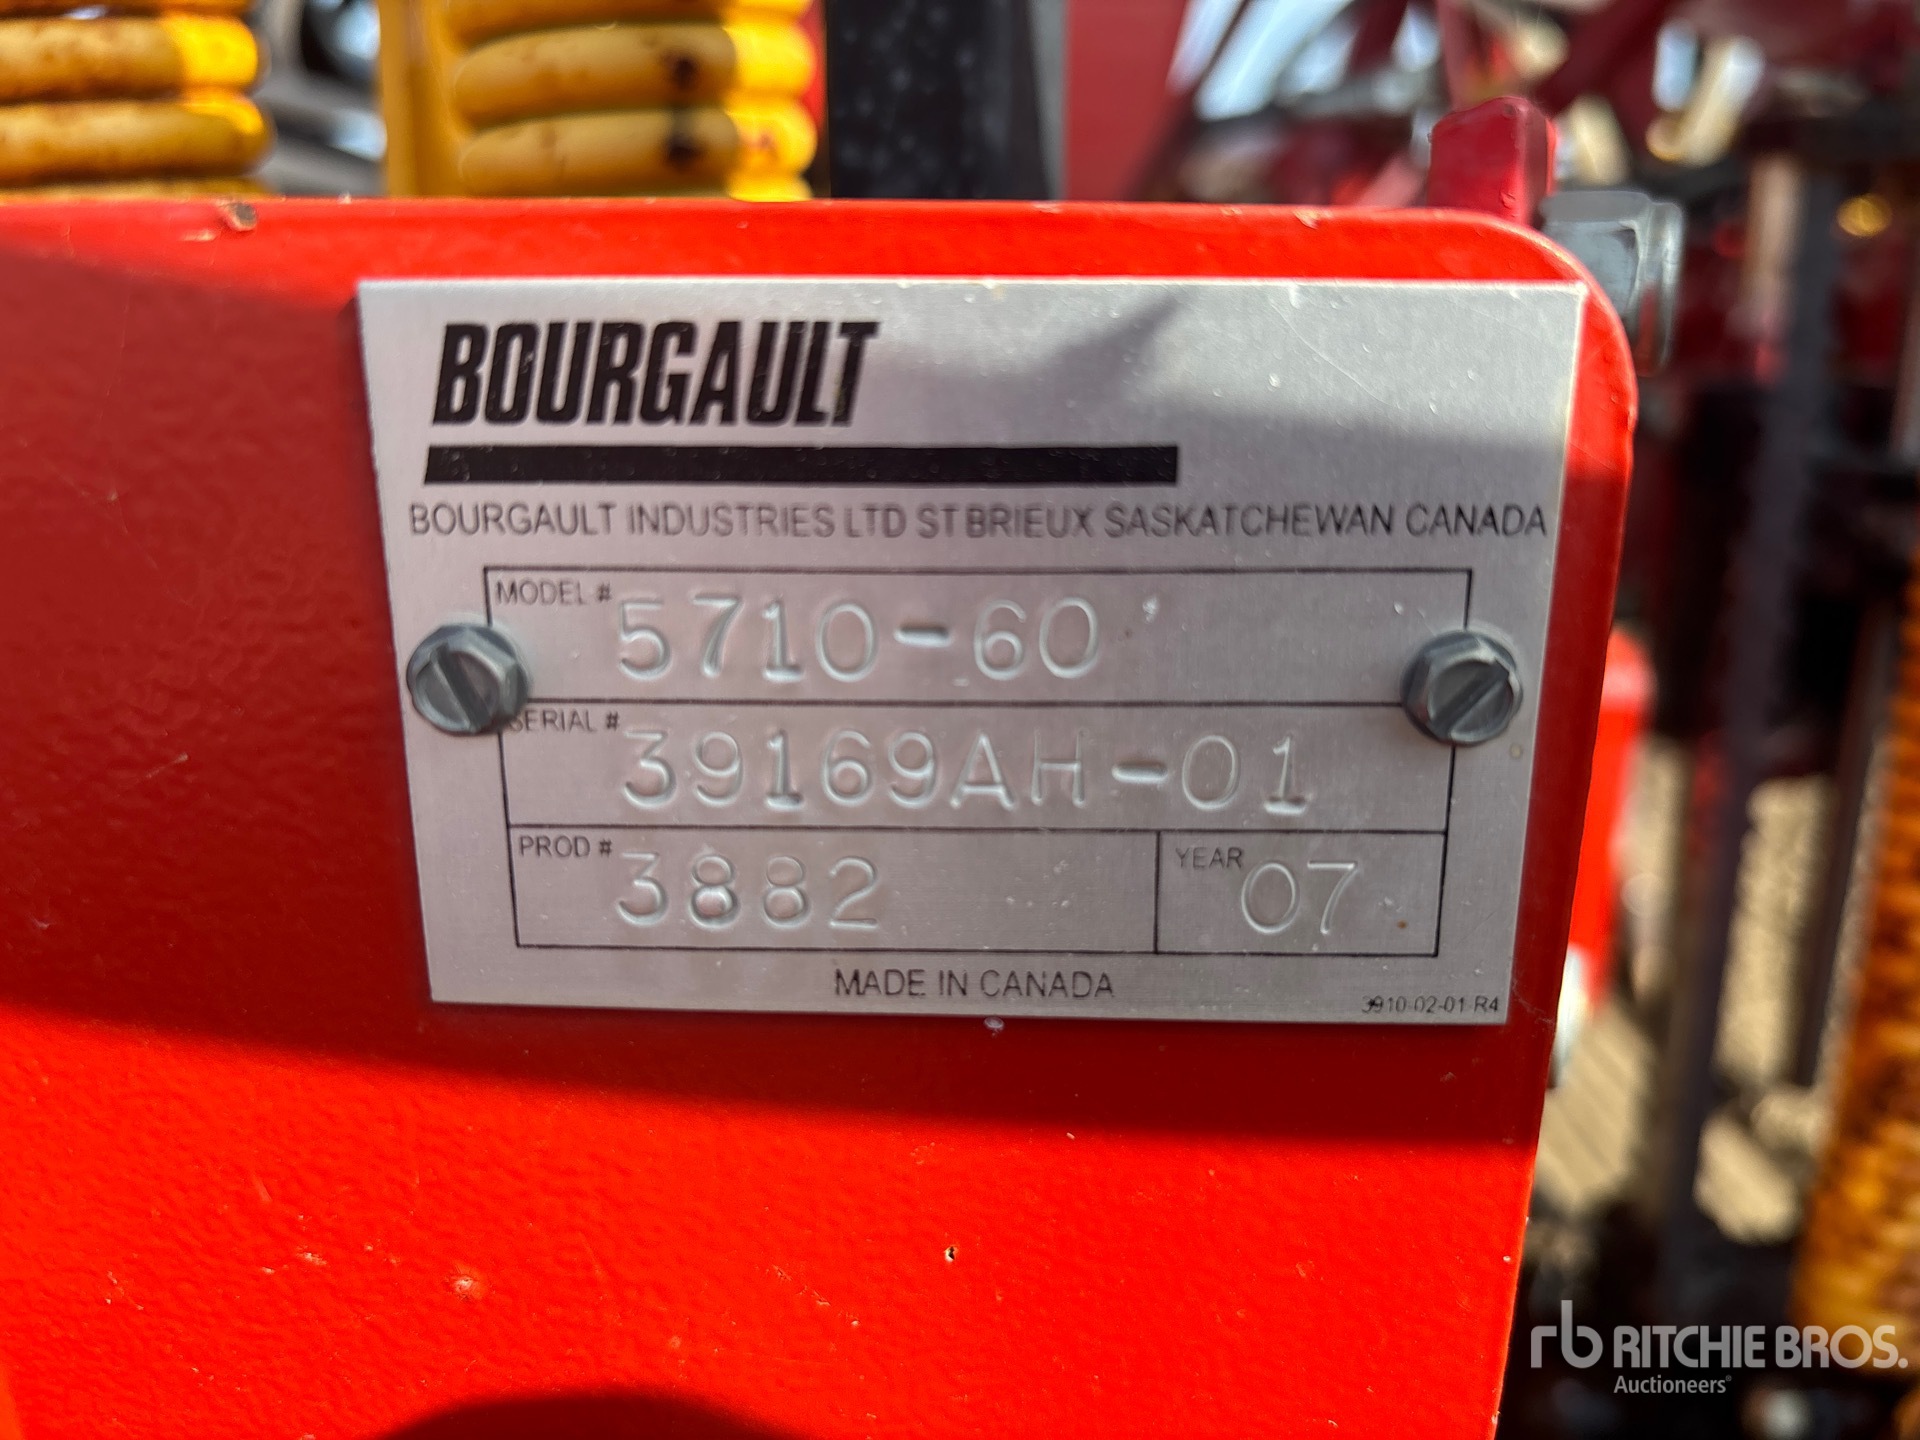 BOURGAULT
BOURGAULT INDUSTRIES LTD ST BRIEUX SASKATCHEWAN CANADA
MODEL # 5710-60
SERIAL # 39169AH-01
PROD # 3882 YEAR 07
MADE IN CANADA
3910-02-01 R4
rb RITCHIE BROS.
Auctioneers